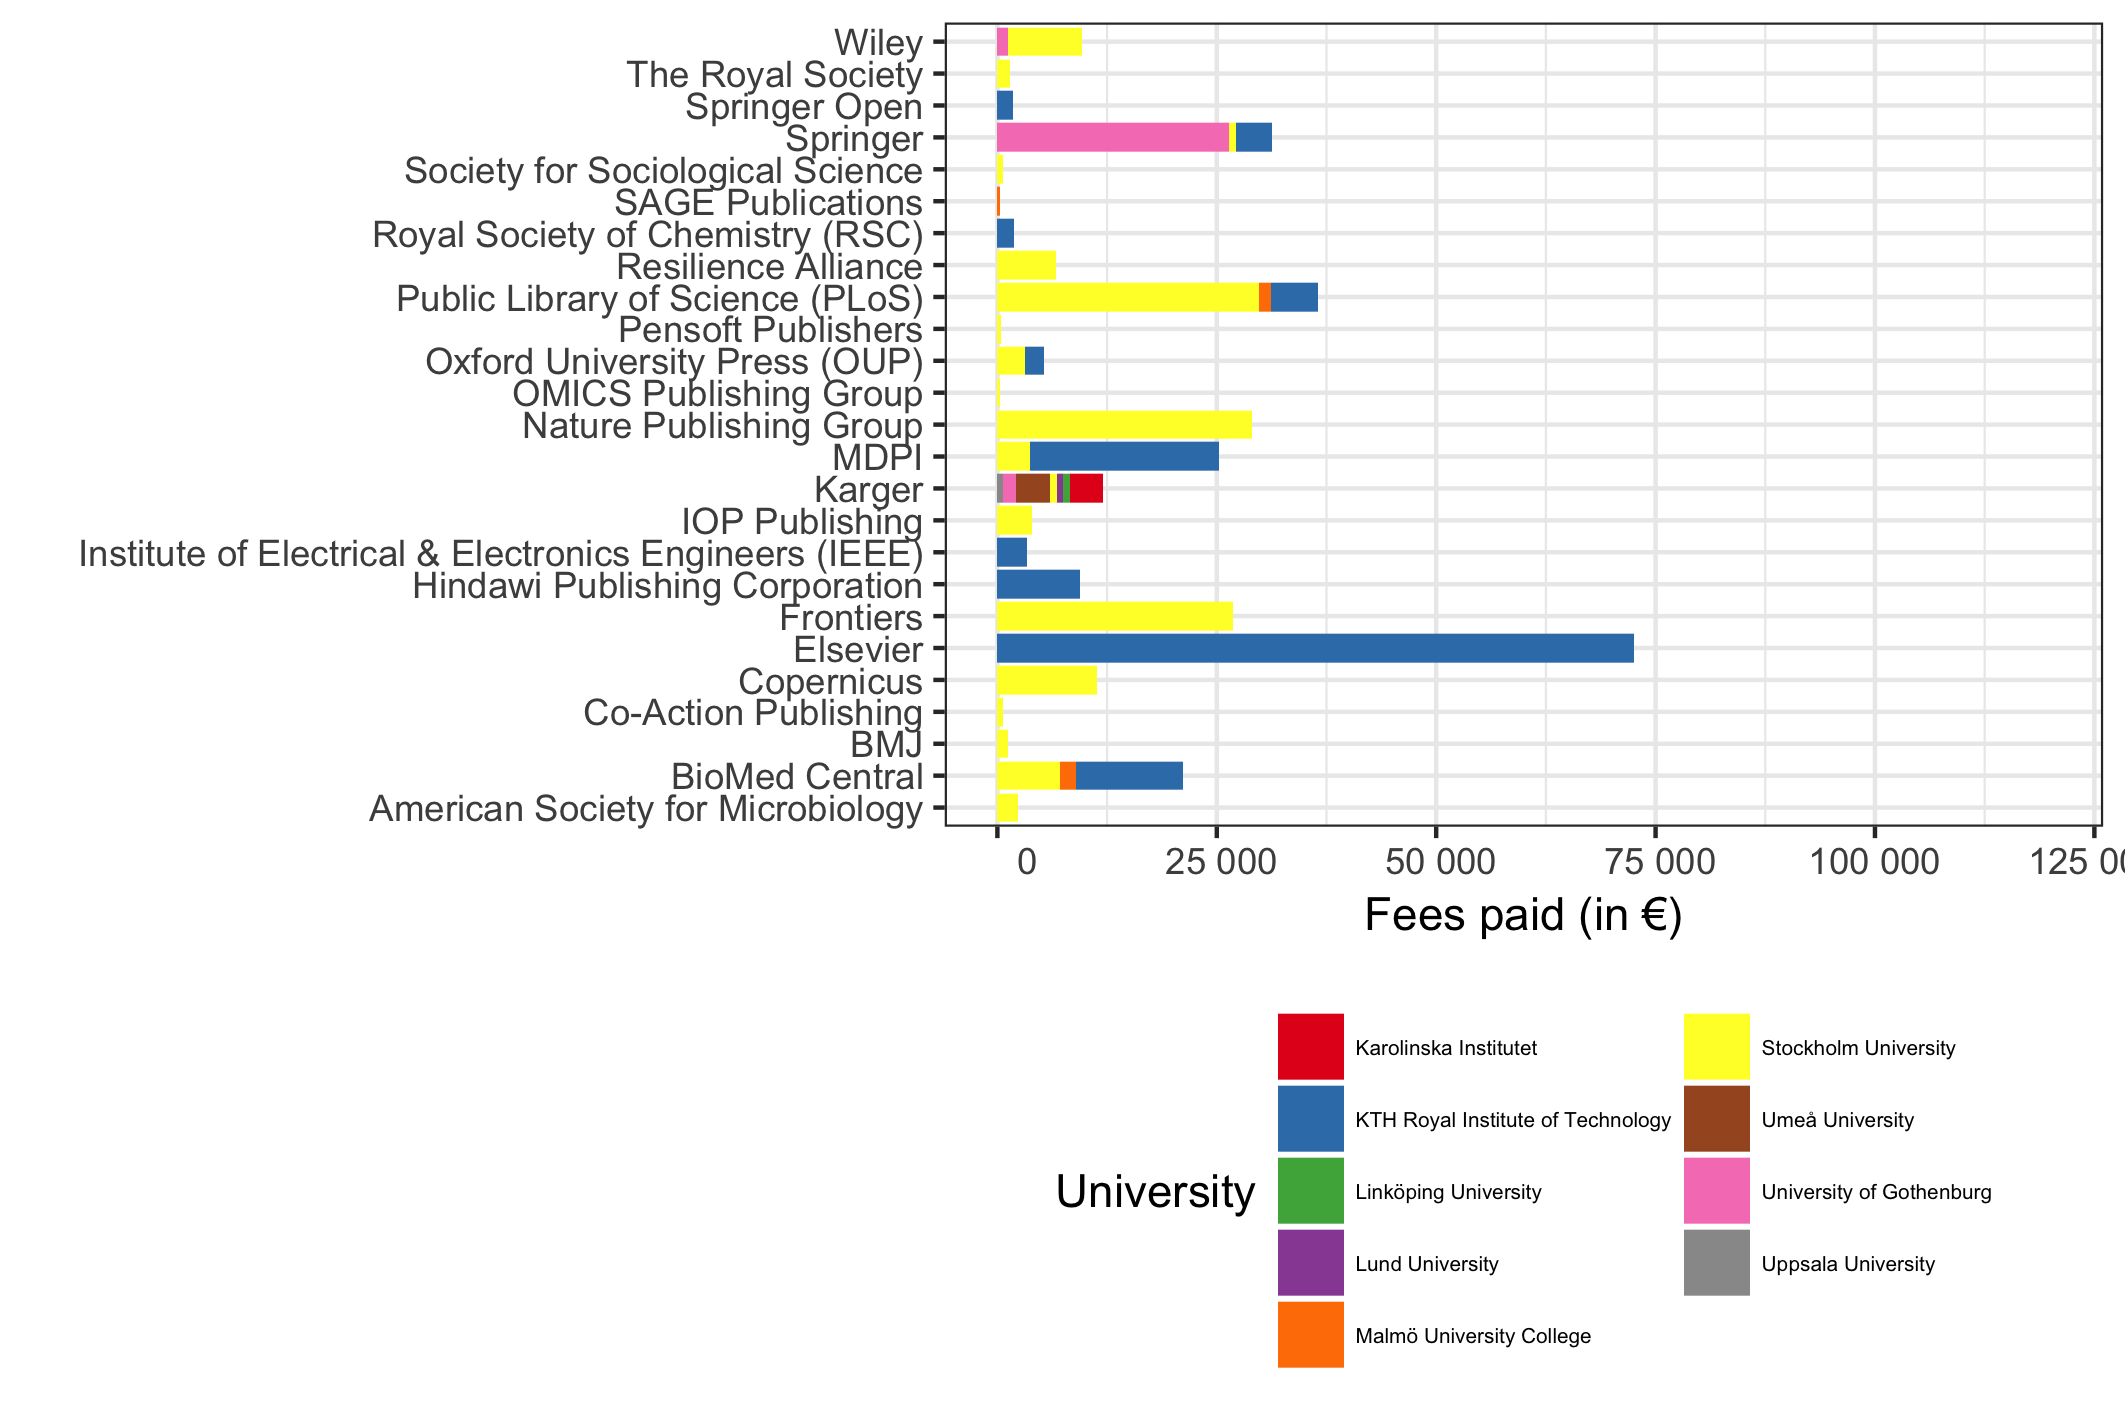 Wiley
The Royal Society
Springer Open
Springer
Society for Sociological Science
SAGE Publications
Royal Society of Chemistry (RSC)
Resilience Alliance
Public Library of Science (PLoS)
Pensoft Publishers
Oxford University Press (OUP)
OMICS Publishing Group
Nature Publishing Group
MDPI
Karger
IOP Publishing
Institute of Electrical & Electronics Engineers (IEEE)
Hindawi Publishing Corporation
Frontiers
Elsevier
Copernicus
Co-Action Publishing
BMJ
BioMed Central
American Society for Microbiology
0 25 000 50 000 75 000 100 000 125 0
Fees paid (in €)
University
Karolinska Institutet
KTH Royal Institute of Technology
Linköping University
Lund University
Malmö University College
Stockholm University
Umeå University
University of Gothenburg
Uppsala University